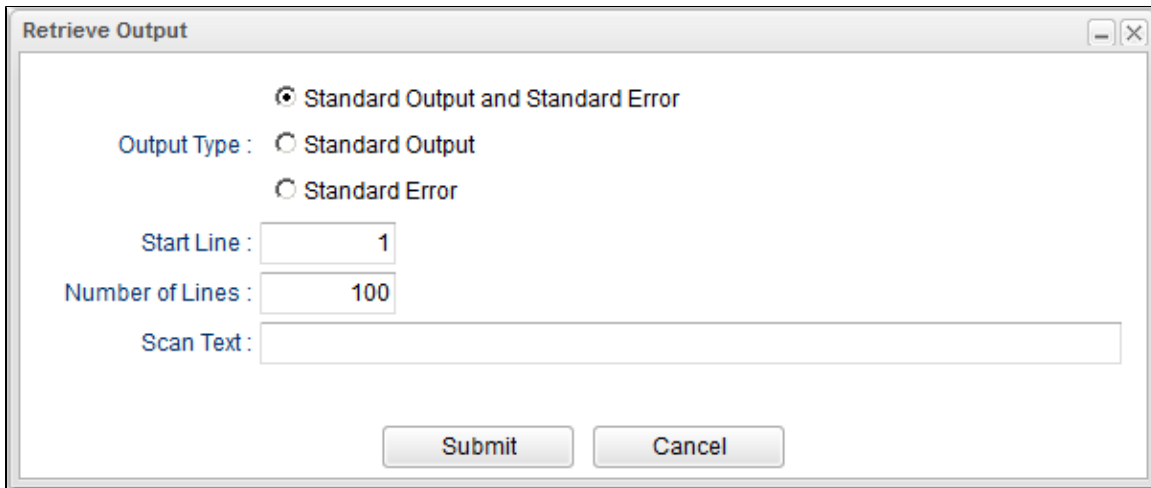 Retrieve Output
Standard Output and Standard Error
Output Type : Standard Output
Standard Error
Start Line : 1
Number of Lines : 100
Scan Text :
Submit Cancel